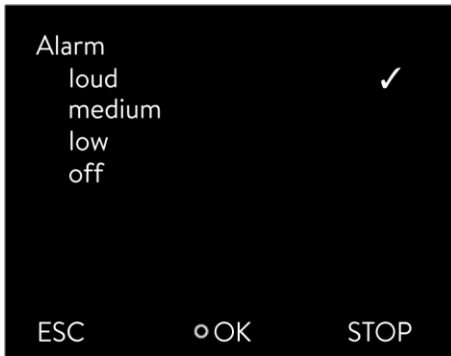 Alarm
loud ✓
medium
low
off
ESC OK STOP